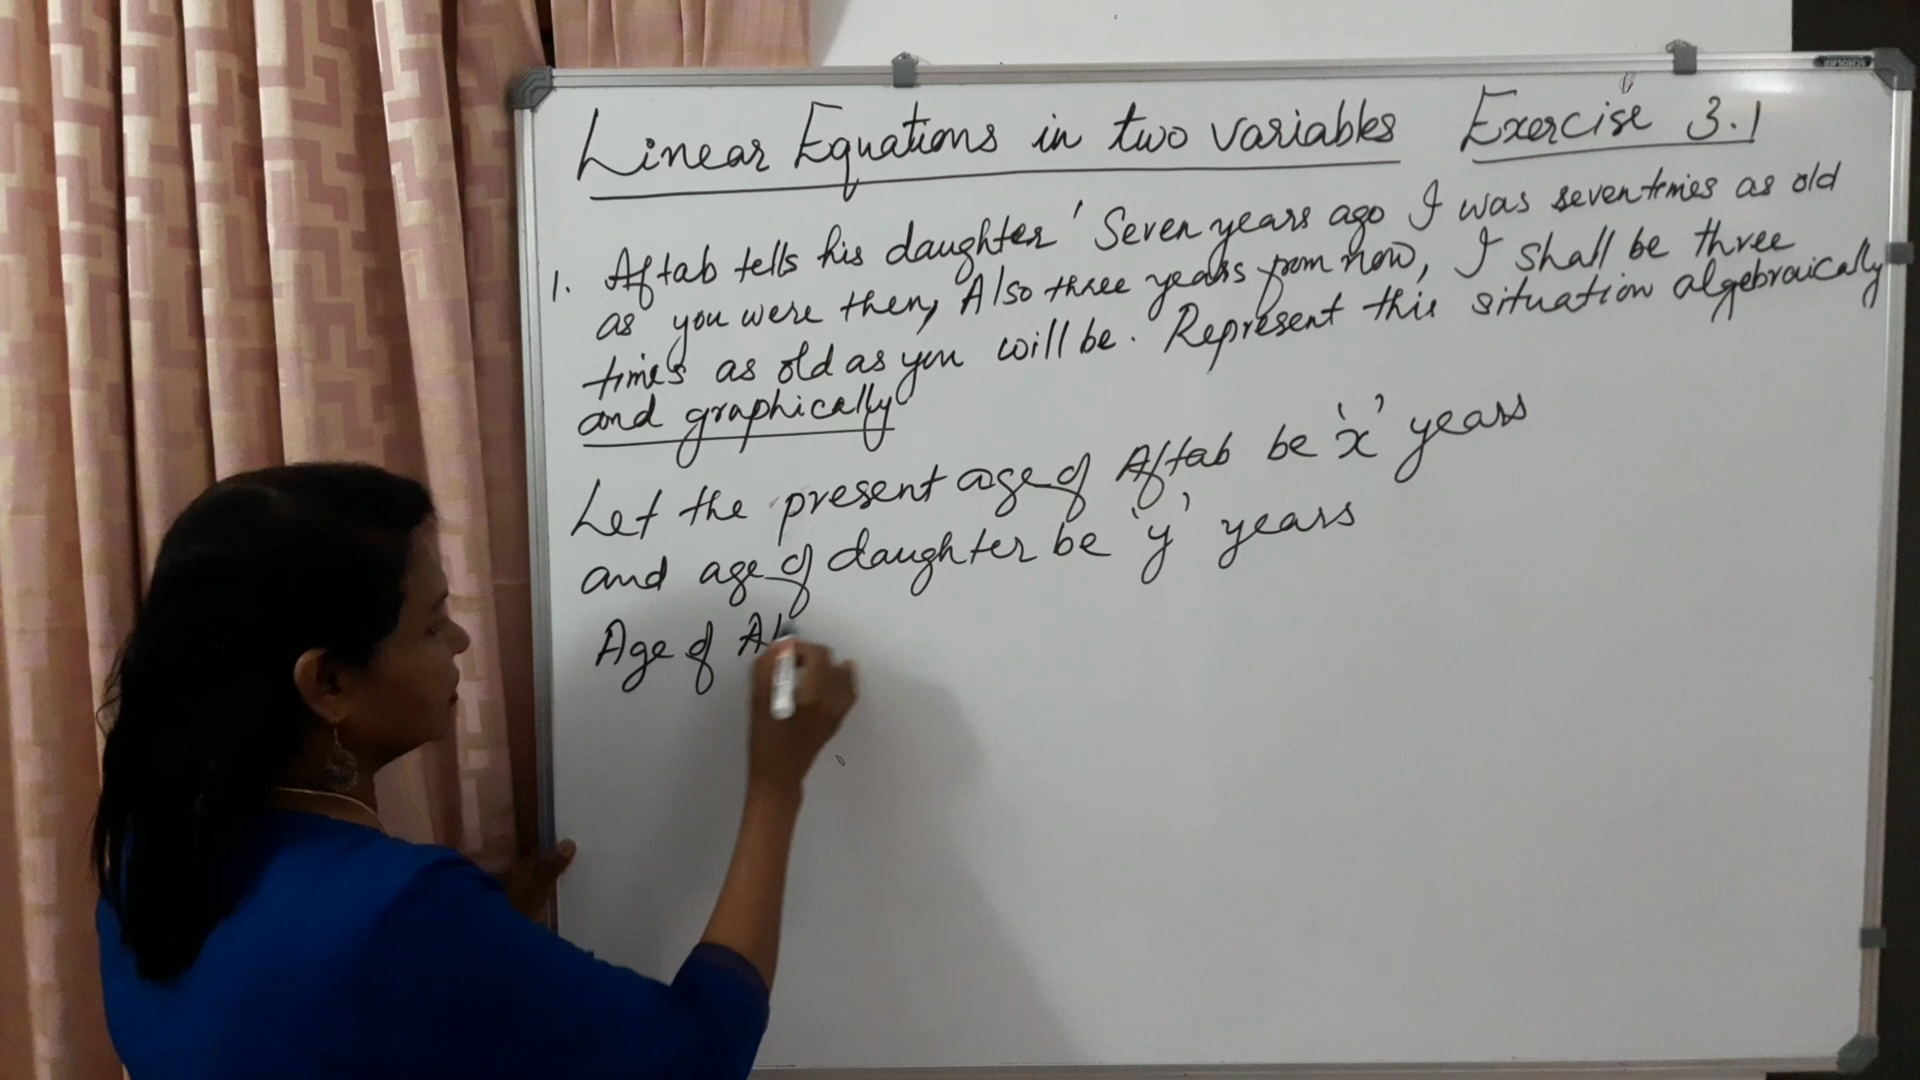 Linear Equations in two variables Exercise 3.1
1. Aftab tells his daughter ' Seven years ago I was seven times as old
as you were then, Also three years from now, I shall be three
times as old as you will be. Represent this situation algebraically
and graphically
Let the present age of Aftab be 'x' years
and age of daughter be 'y' years
Age of Af
SCHOLAR